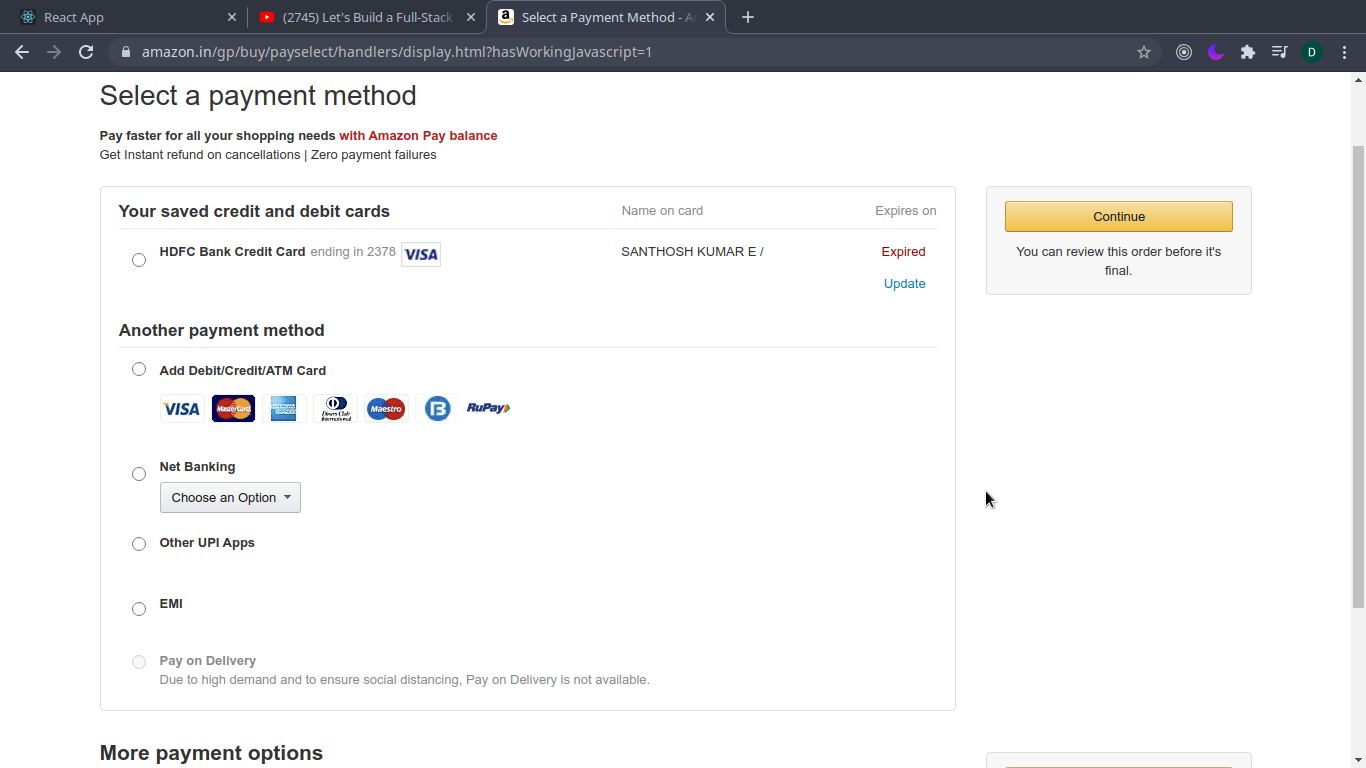 React App
(2745) Let's Build a Full-Stack
Select a Payment Method - A
amazon.in/gp/buy/payselect/handlers/display.html?hasWorkingJavascript=1
D
Select a payment method
Pay faster for all your shopping needs with Amazon Pay balance
Get Instant refund on cancellations | Zero payment failures
Your saved credit and debit cards Name on card Expires on
HDFC Bank Credit Card ending in 2378 VISA SANTHOSH KUMAR E / Expired
Update
Continue
You can review this order before it's
final.
Another payment method
Add Debit/Credit/ATM Card
VISA MasterCard AMERICAN EXPRESS Diners Club International Maestro RuPay
Net Banking
Choose an Option
Other UPI Apps
EMI
Pay on Delivery
Due to high demand and to ensure social distancing, Pay on Delivery is not available.
More payment options